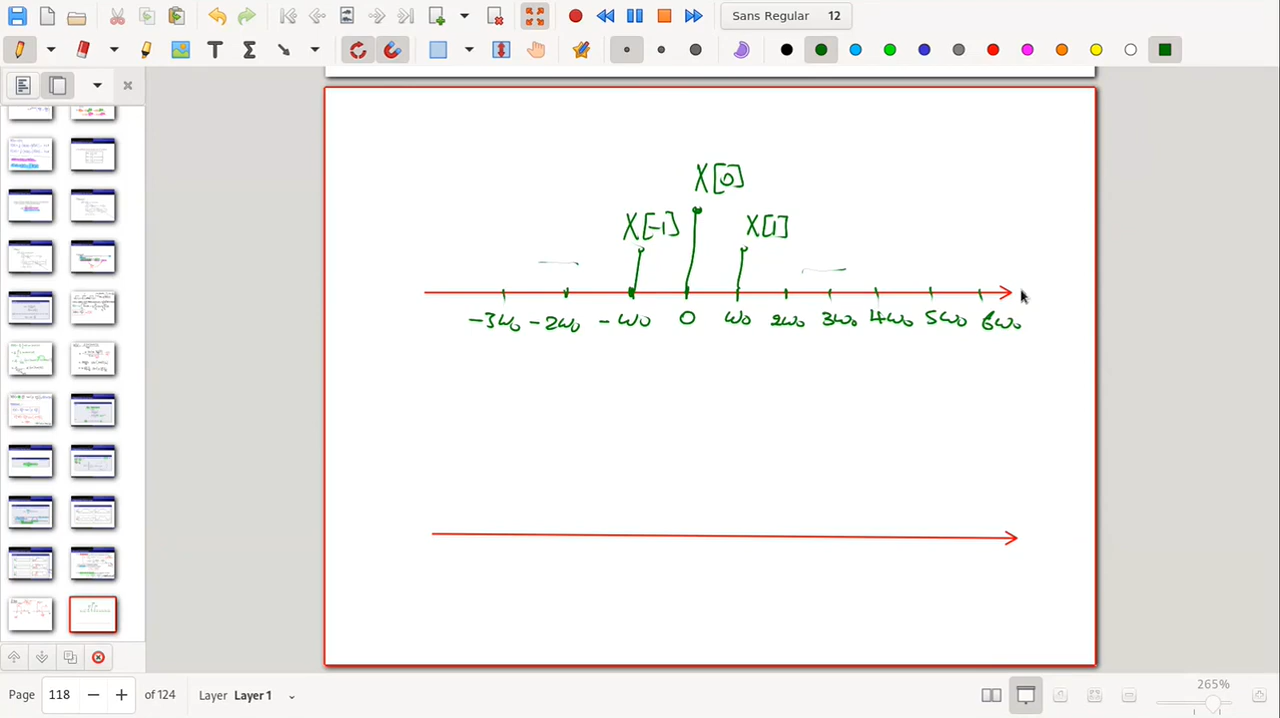 Sans Regular 12
X[0]
X[-1] X[1]
-3ω₀ -2ω₀ -ω₀ 0 ω₀ 2ω₀ 3ω₀ 4ω₀ 5ω₀ 6ω₀
Page 118 of 124 Layer Layer 1 265%